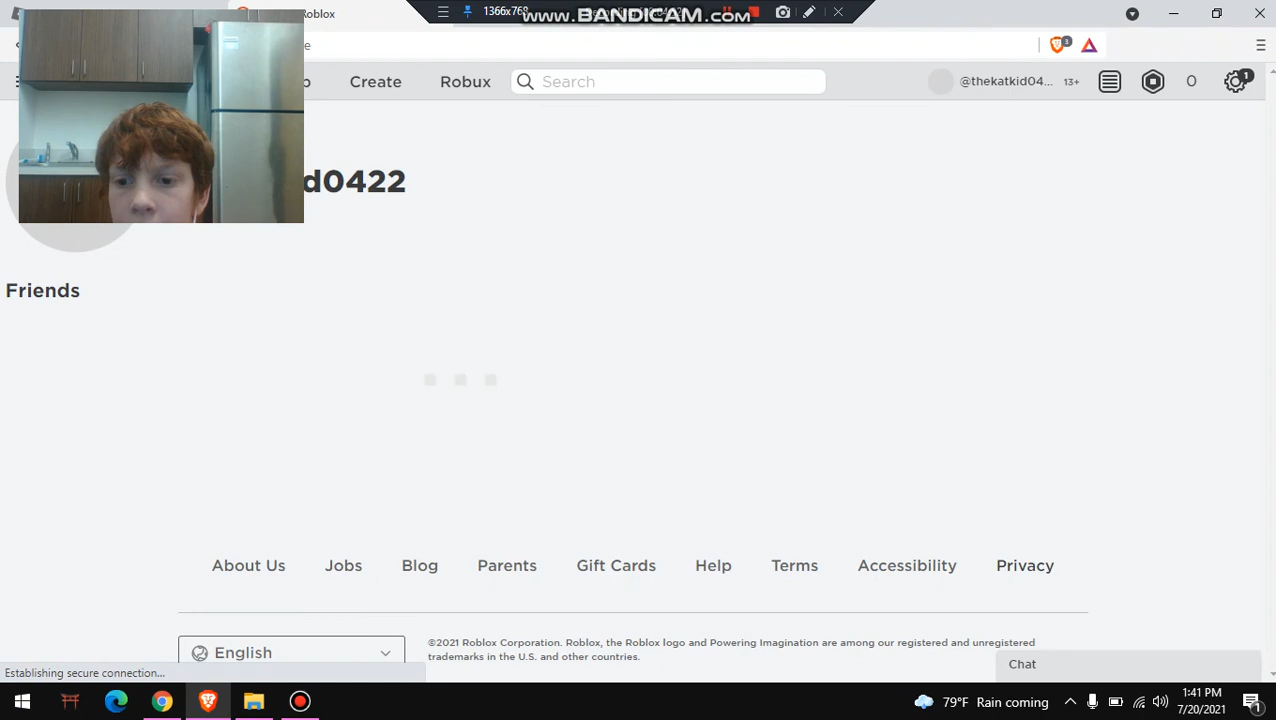 Roblox
1366x768
www.BANDICAM.com
e
Create
Robux
Search
@thekatkid04...
13+
0
1
3
d0422
Friends
About Us
Jobs
Blog
Parents
Gift Cards
Help
Terms
Accessibility
Privacy
English
©2021 Roblox Corporation. Roblox, the Roblox logo and Powering Imagination are among our registered and unregistered
trademarks in the U.S. and other countries.
Chat
Establishing secure connection...
79°F Rain coming
1:41 PM
7/20/2021
1